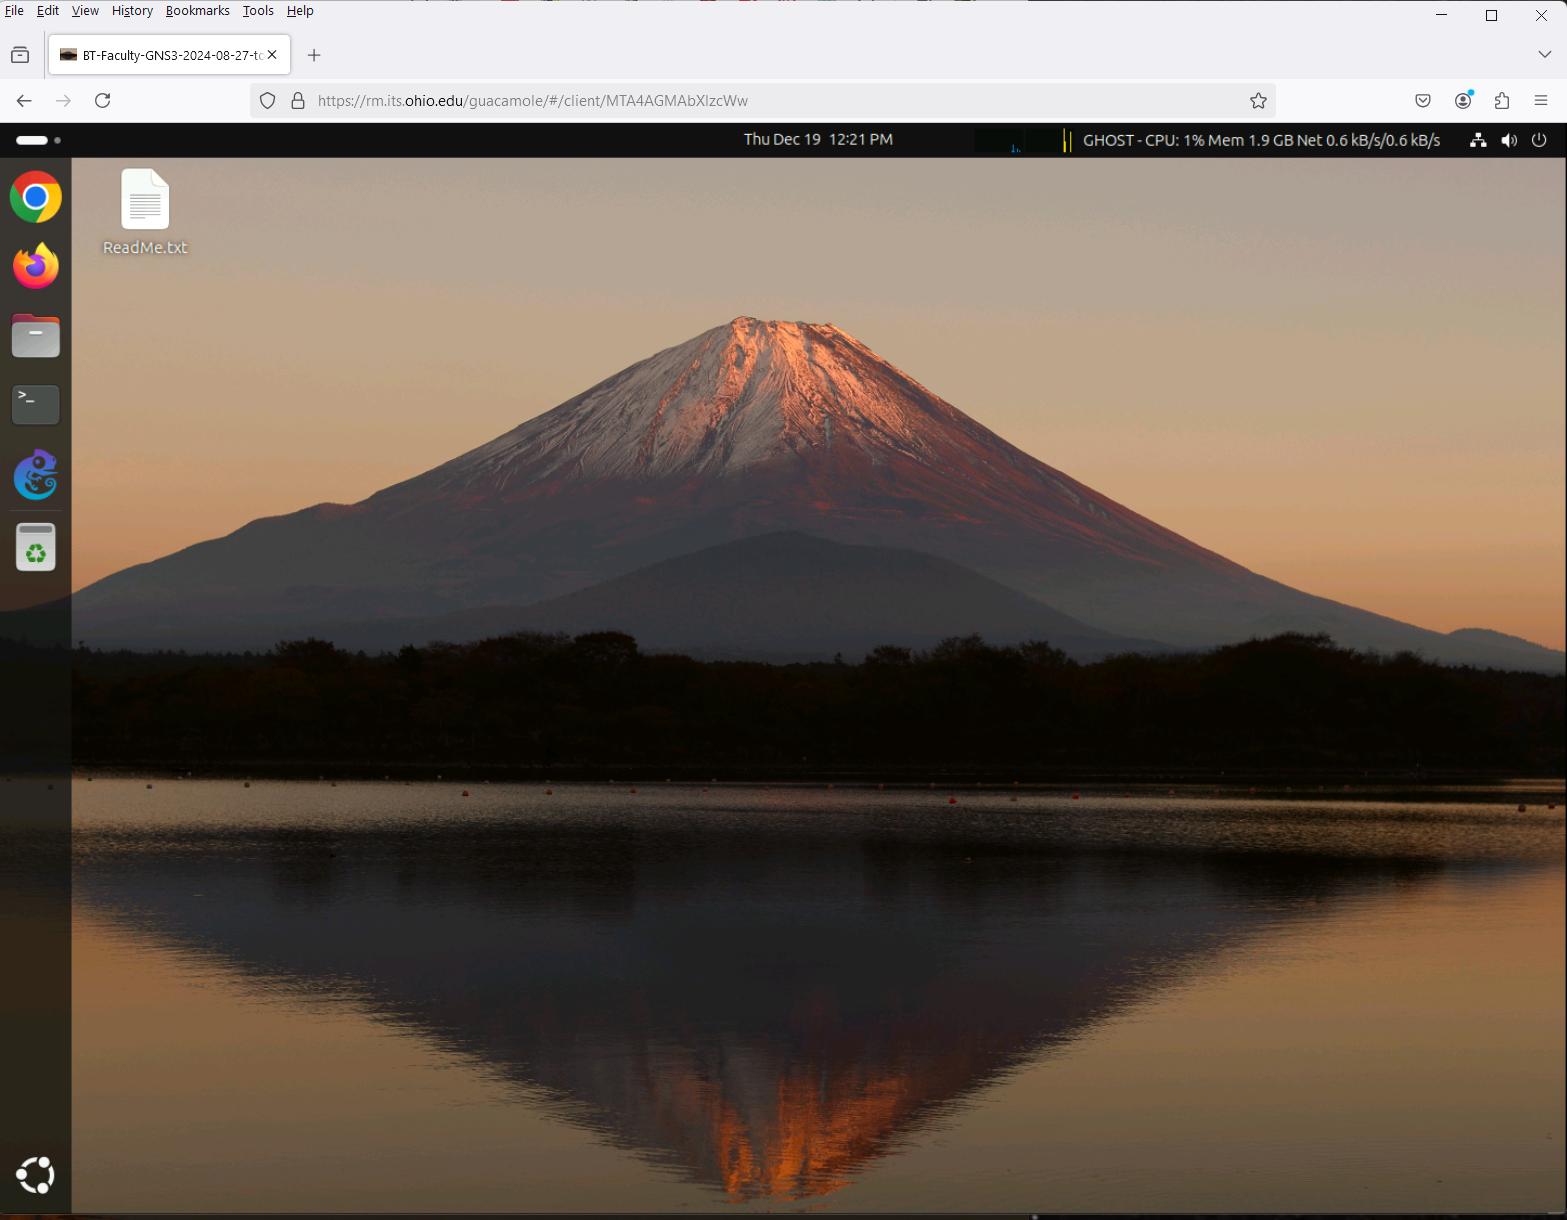 File Edit View History Bookmarks Tools Help
BT-Faculty-GNS3-2024-08-27-to
https://rm.its.ohio.edu/guacamole/#/client/MTA4AGMAbXlzcWw
Thu Dec 19 12:21 PM
GHOST - CPU: 1% Mem 1.9 GB Net 0.6 kB/s/0.6 kB/s
ReadMe.txt
>_